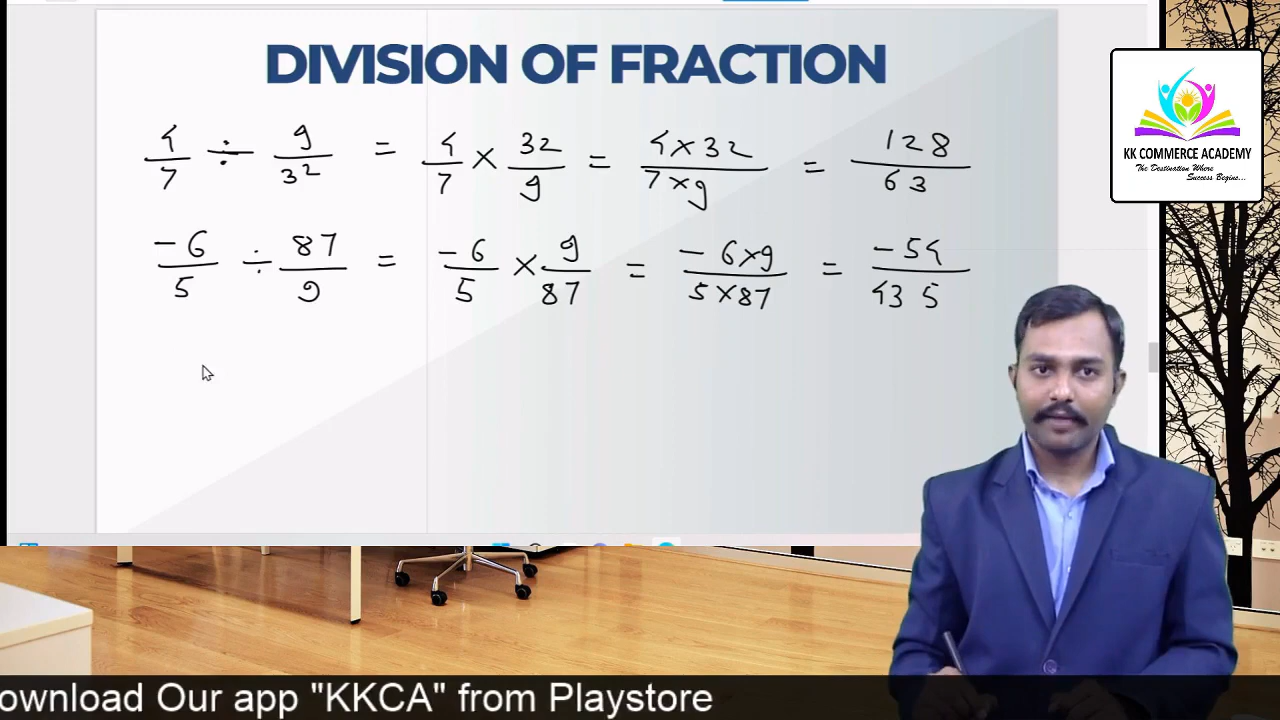 DIVISION OF FRACTION
4/7 ÷ 9/32 = 4/7 × 32/9 = 4×32/7×9 = 128/63
-6/5 ÷ 87/9 = -6/5 × 9/87 = -6×9/5×87 = -54/435
KK COMMERCE ACADEMY
The Destination Where
Success Begins...
ownload Our app "KKCA" from Playstore